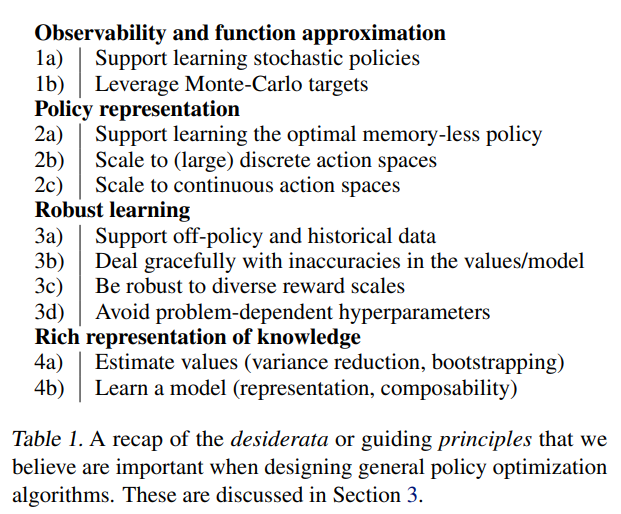 Observability and function approximation
1a) Support learning stochastic policies
1b) Leverage Monte-Carlo targets
Policy representation
2a) Support learning the optimal memory-less policy
2b) Scale to (large) discrete action spaces
2c) Scale to continuous action spaces
Robust learning
3a) Support off-policy and historical data
3b) Deal gracefully with inaccuracies in the values/model
3c) Be robust to diverse reward scales
3d) Avoid problem-dependent hyperparameters
Rich representation of knowledge
4a) Estimate values (variance reduction, bootstrapping)
4b) Learn a model (representation, composability)
Table 1. A recap of the desiderata or guiding principles that we
believe are important when designing general policy optimization
algorithms. These are discussed in Section 3.